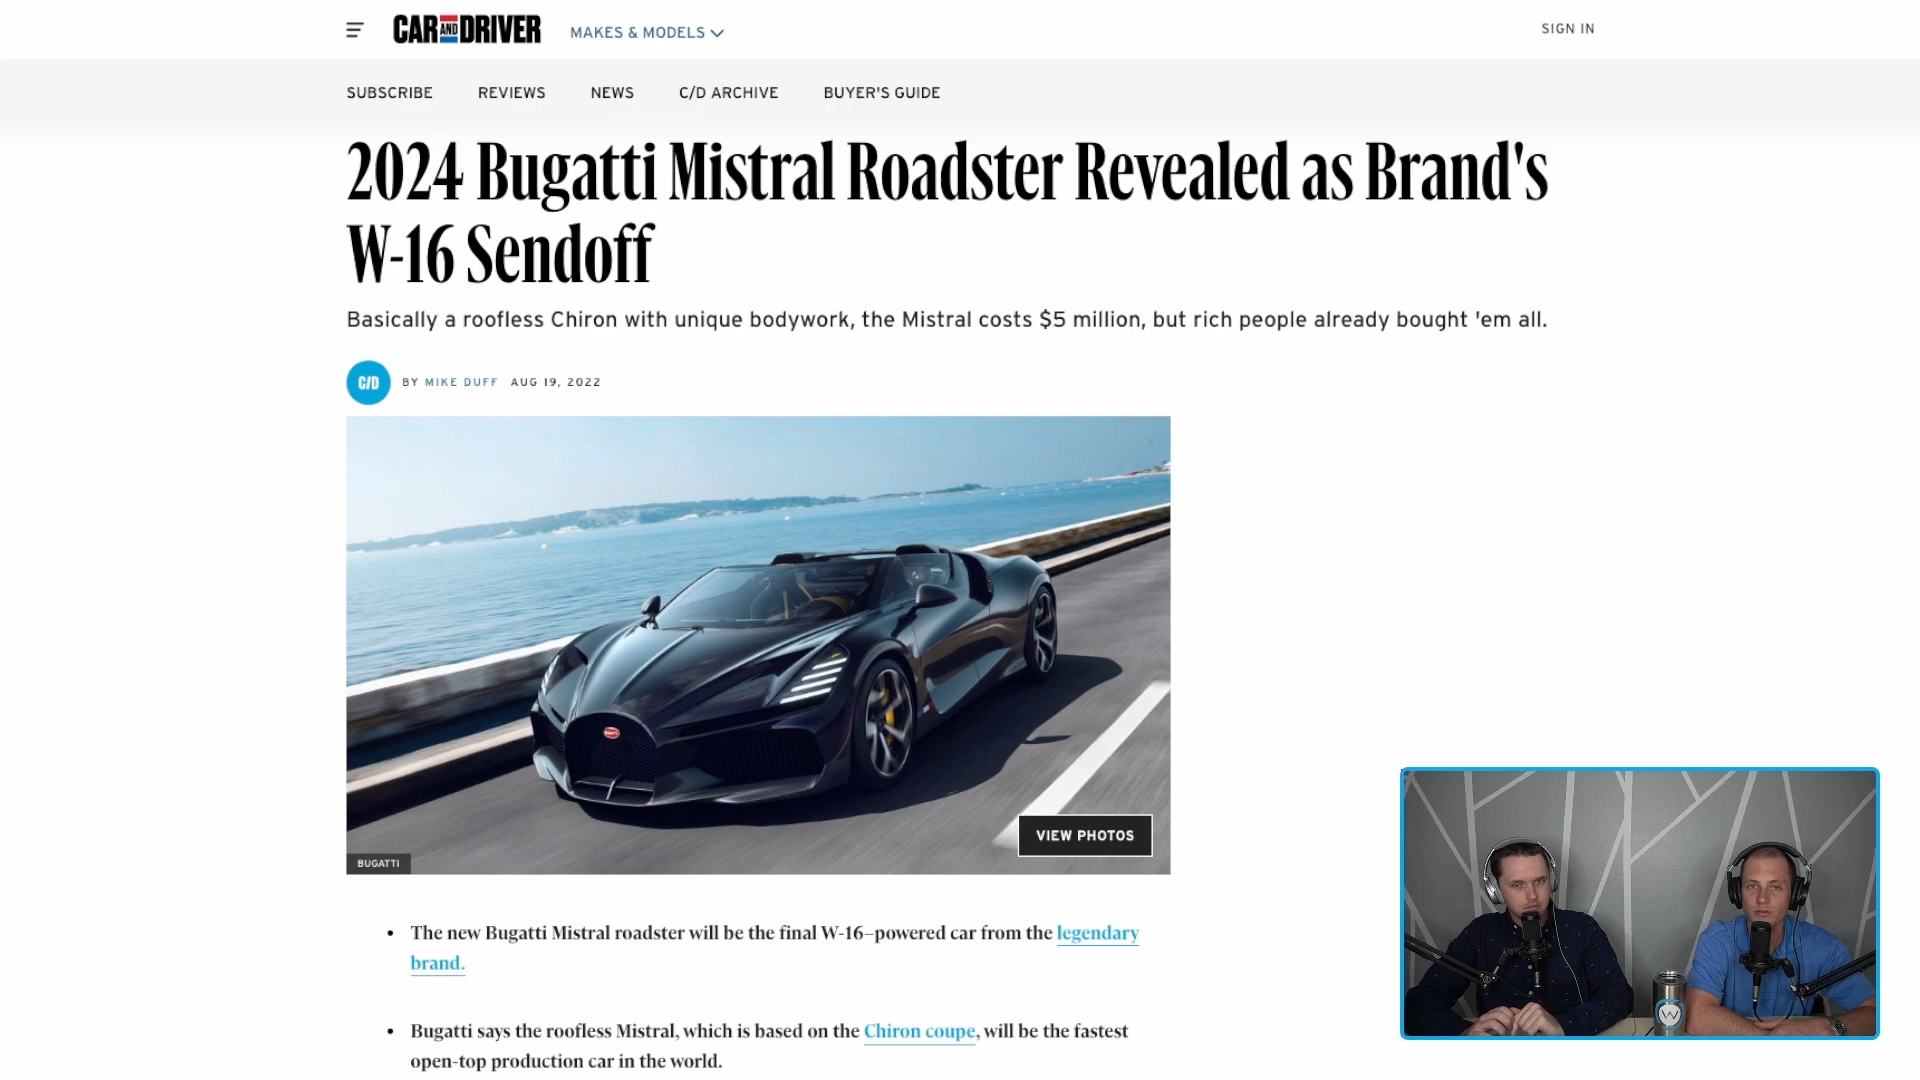 CAR AND DRIVER
MAKES & MODELS
SIGN IN
SUBSCRIBE REVIEWS NEWS C/D ARCHIVE BUYER'S GUIDE
2024 Bugatti Mistral Roadster Revealed as Brand's
W-16 Sendoff
Basically a roofless Chiron with unique bodywork, the Mistral costs $5 million, but rich people already bought 'em all.
C/D BY MIKE DUFF AUG 19, 2022
VIEW PHOTOS
BUGATTI
• The new Bugatti Mistral roadster will be the final W-16–powered car from the legendary
brand.
• Bugatti says the roofless Mistral, which is based on the Chiron coupe, will be the fastest
open-top production car in the world.
W